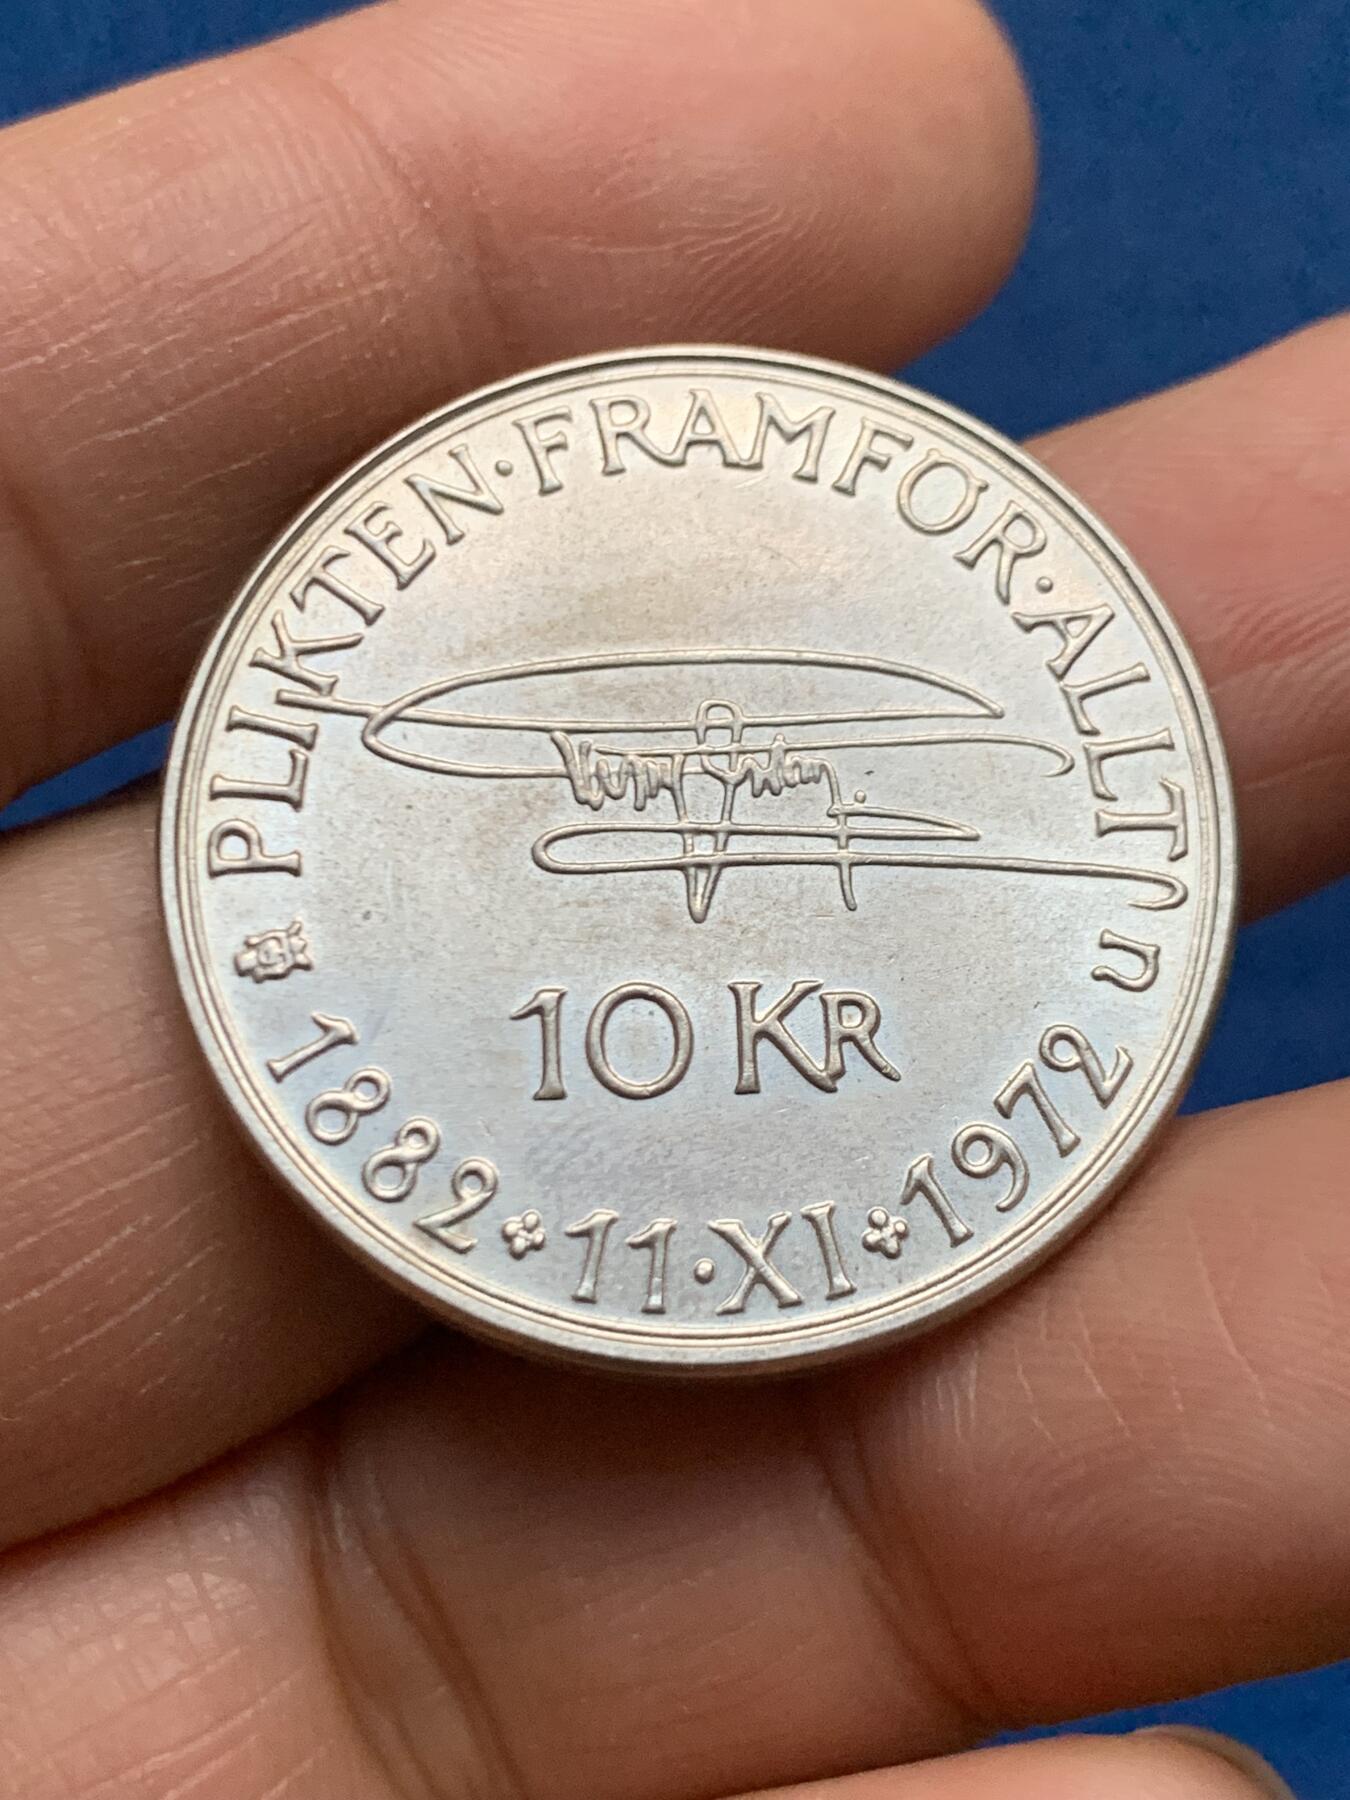 PLIKTEN·FRAMFÖR·ALLT
10 KR
U
1882 11·XI 1972